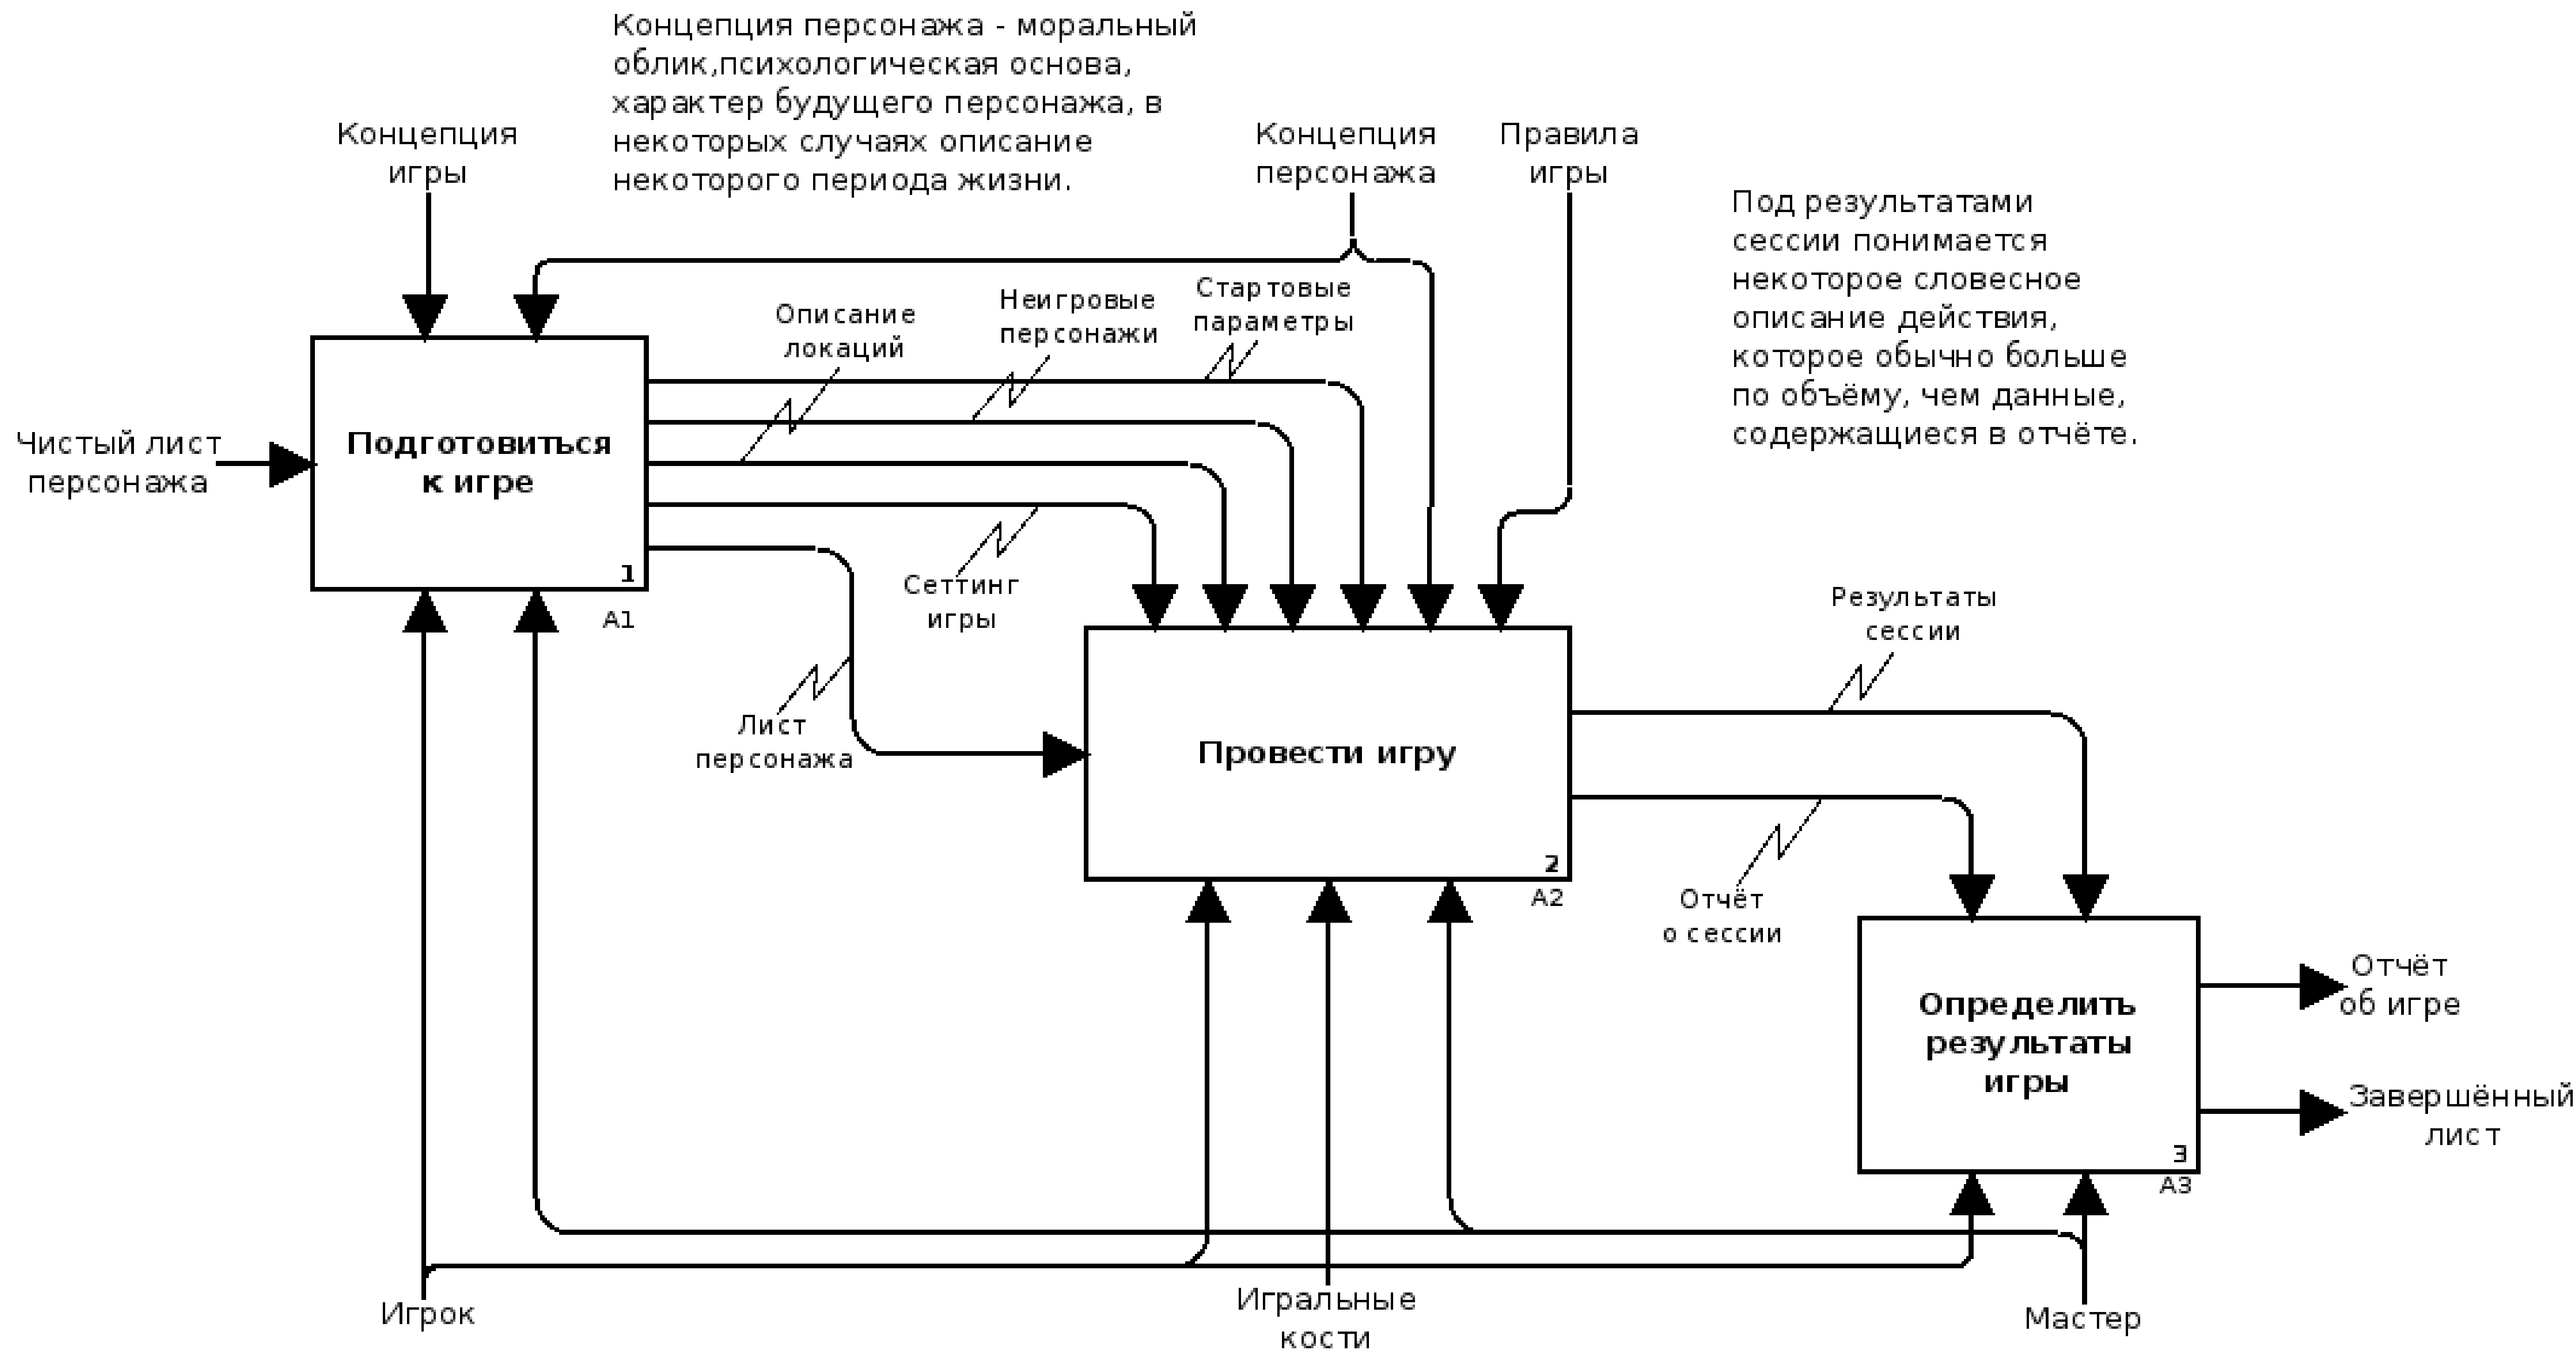 Концепция персонажа - моральный
облик,психологическая основа,
характер будущего персонажа, в
некоторых случаях описание
некоторого периода жизни.
Концепция
игры
Концепция
персонажа
Правила
игры
Под результатами
сессии понимается
некоторое словесное
описание действия,
которое обычно больше
по объёму, чем данные,
содержащиеся в отчёте.
Описание
локаций
Неигровые
персонажи
Стартовые
параметры
Чистый лист
персонажа
Подготовиться
к игре
1
А1
Сеттинг
игры
Лист
персонажа
Провести игру
2
А2
Результаты
сессии
Отчёт
о сессии
Определить
результаты
игры
3
А3
Отчёт
об игре
Завершённый
лист
Игрок
Игральные
кости
Мастер